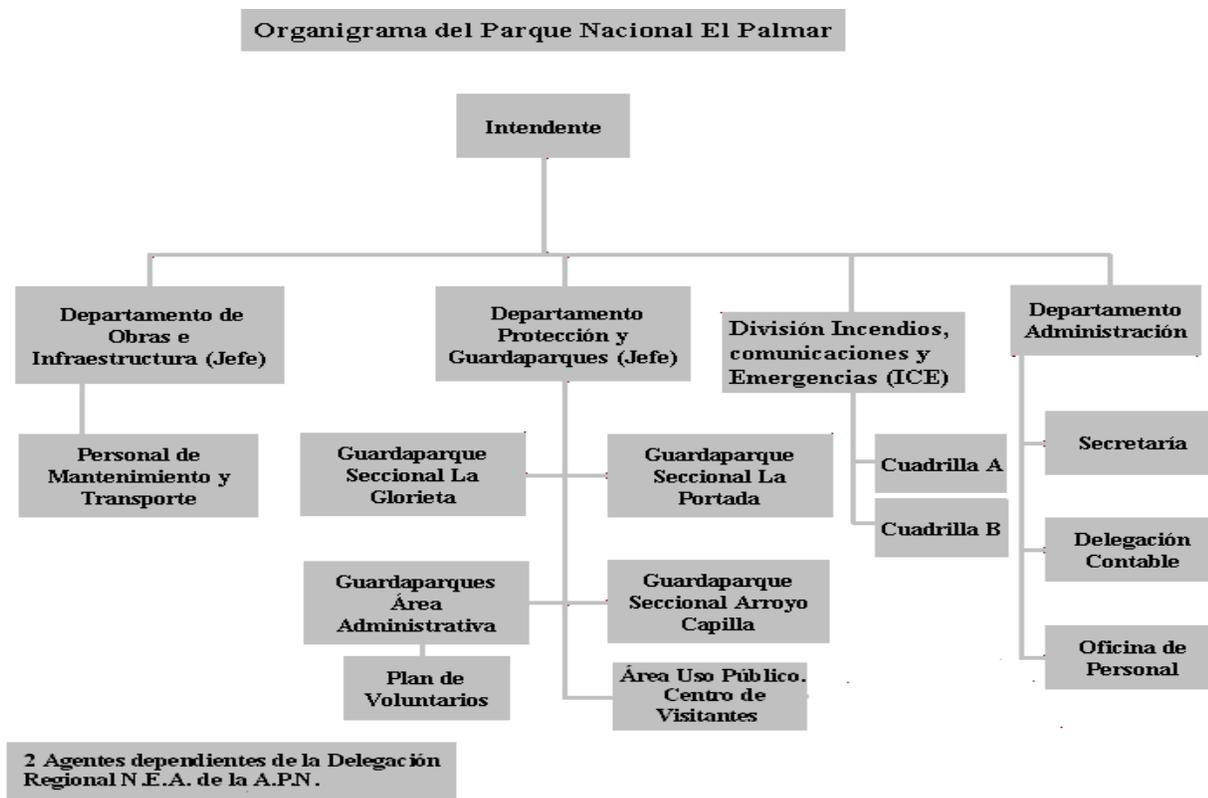 Organigrama del Parque Nacional El Palmar
Intendente
Departamento de
Obras e
Infraestructura (Jefe)
Personal de
Mantenimiento y
Transporte
Departamento
Protección y
Guardaparques (Jefe)
Guardaparque
Seccional La
Glorieta
Guardaparque
Seccional La
Portada
Guardaparques
Área
Administrativa
Guardaparque
Seccional Arroyo
Capilla
Plan de
Voluntarios
Área Uso Público.
Centro de
Visitantes
División Incendios,
comunicaciones y
Emergencias (ICE)
Cuadrilla A
Cuadrilla B
Departamento
Administración
Secretaría
Delegación
Contable
Oficina de
Personal
2 Agentes dependientes de la Delegación
Regional N.E.A. de la A.P.N.